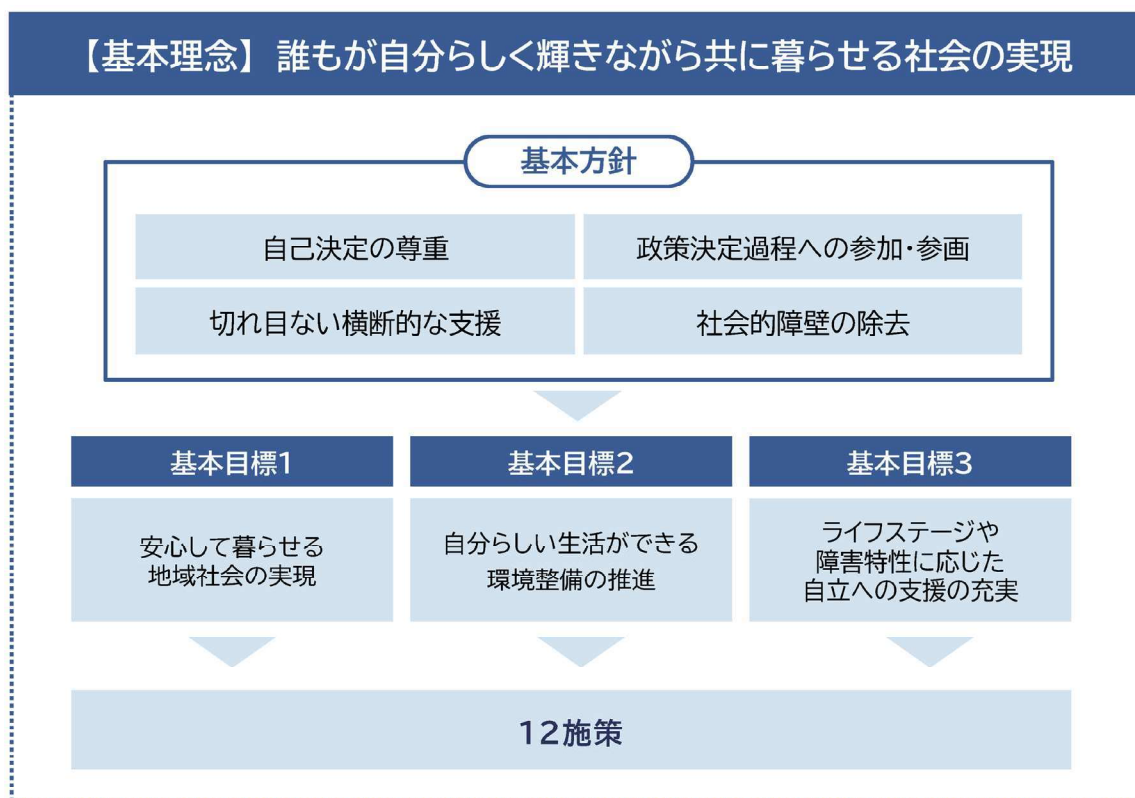 【基本理念】誰もが自分らしく輝きながら共に暮らせる社会の実現
基本方針
自己決定の尊重
政策決定過程への参加・参画
切れ目ない横断的な支援
社会的障壁の除去
基本目標1
安心して暮らせる
地域社会の実現
基本目標2
自分らしい生活ができる
環境整備の推進
基本目標3
ライフステージや
障害特性に応じた
自立への支援の充実
12施策